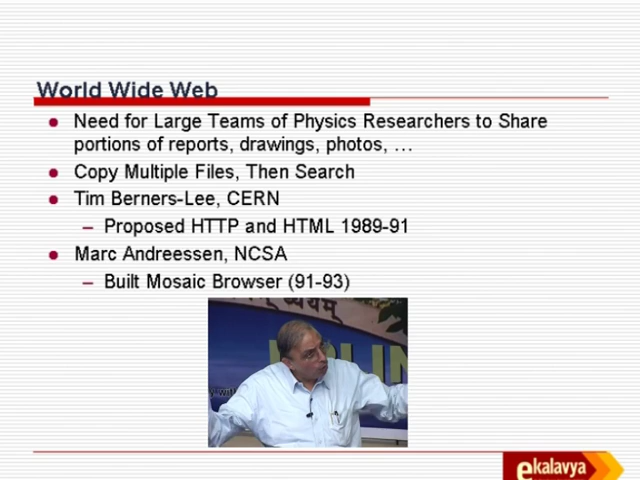 World Wide Web
● Need for Large Teams of Physics Researchers to Share
portions of reports, drawings, photos, …
● Copy Multiple Files, Then Search
● Tim Berners-Lee, CERN
– Proposed HTTP and HTML 1989-91
● Marc Andreessen, NCSA
– Built Mosaic Browser (91-93)
ekalavya